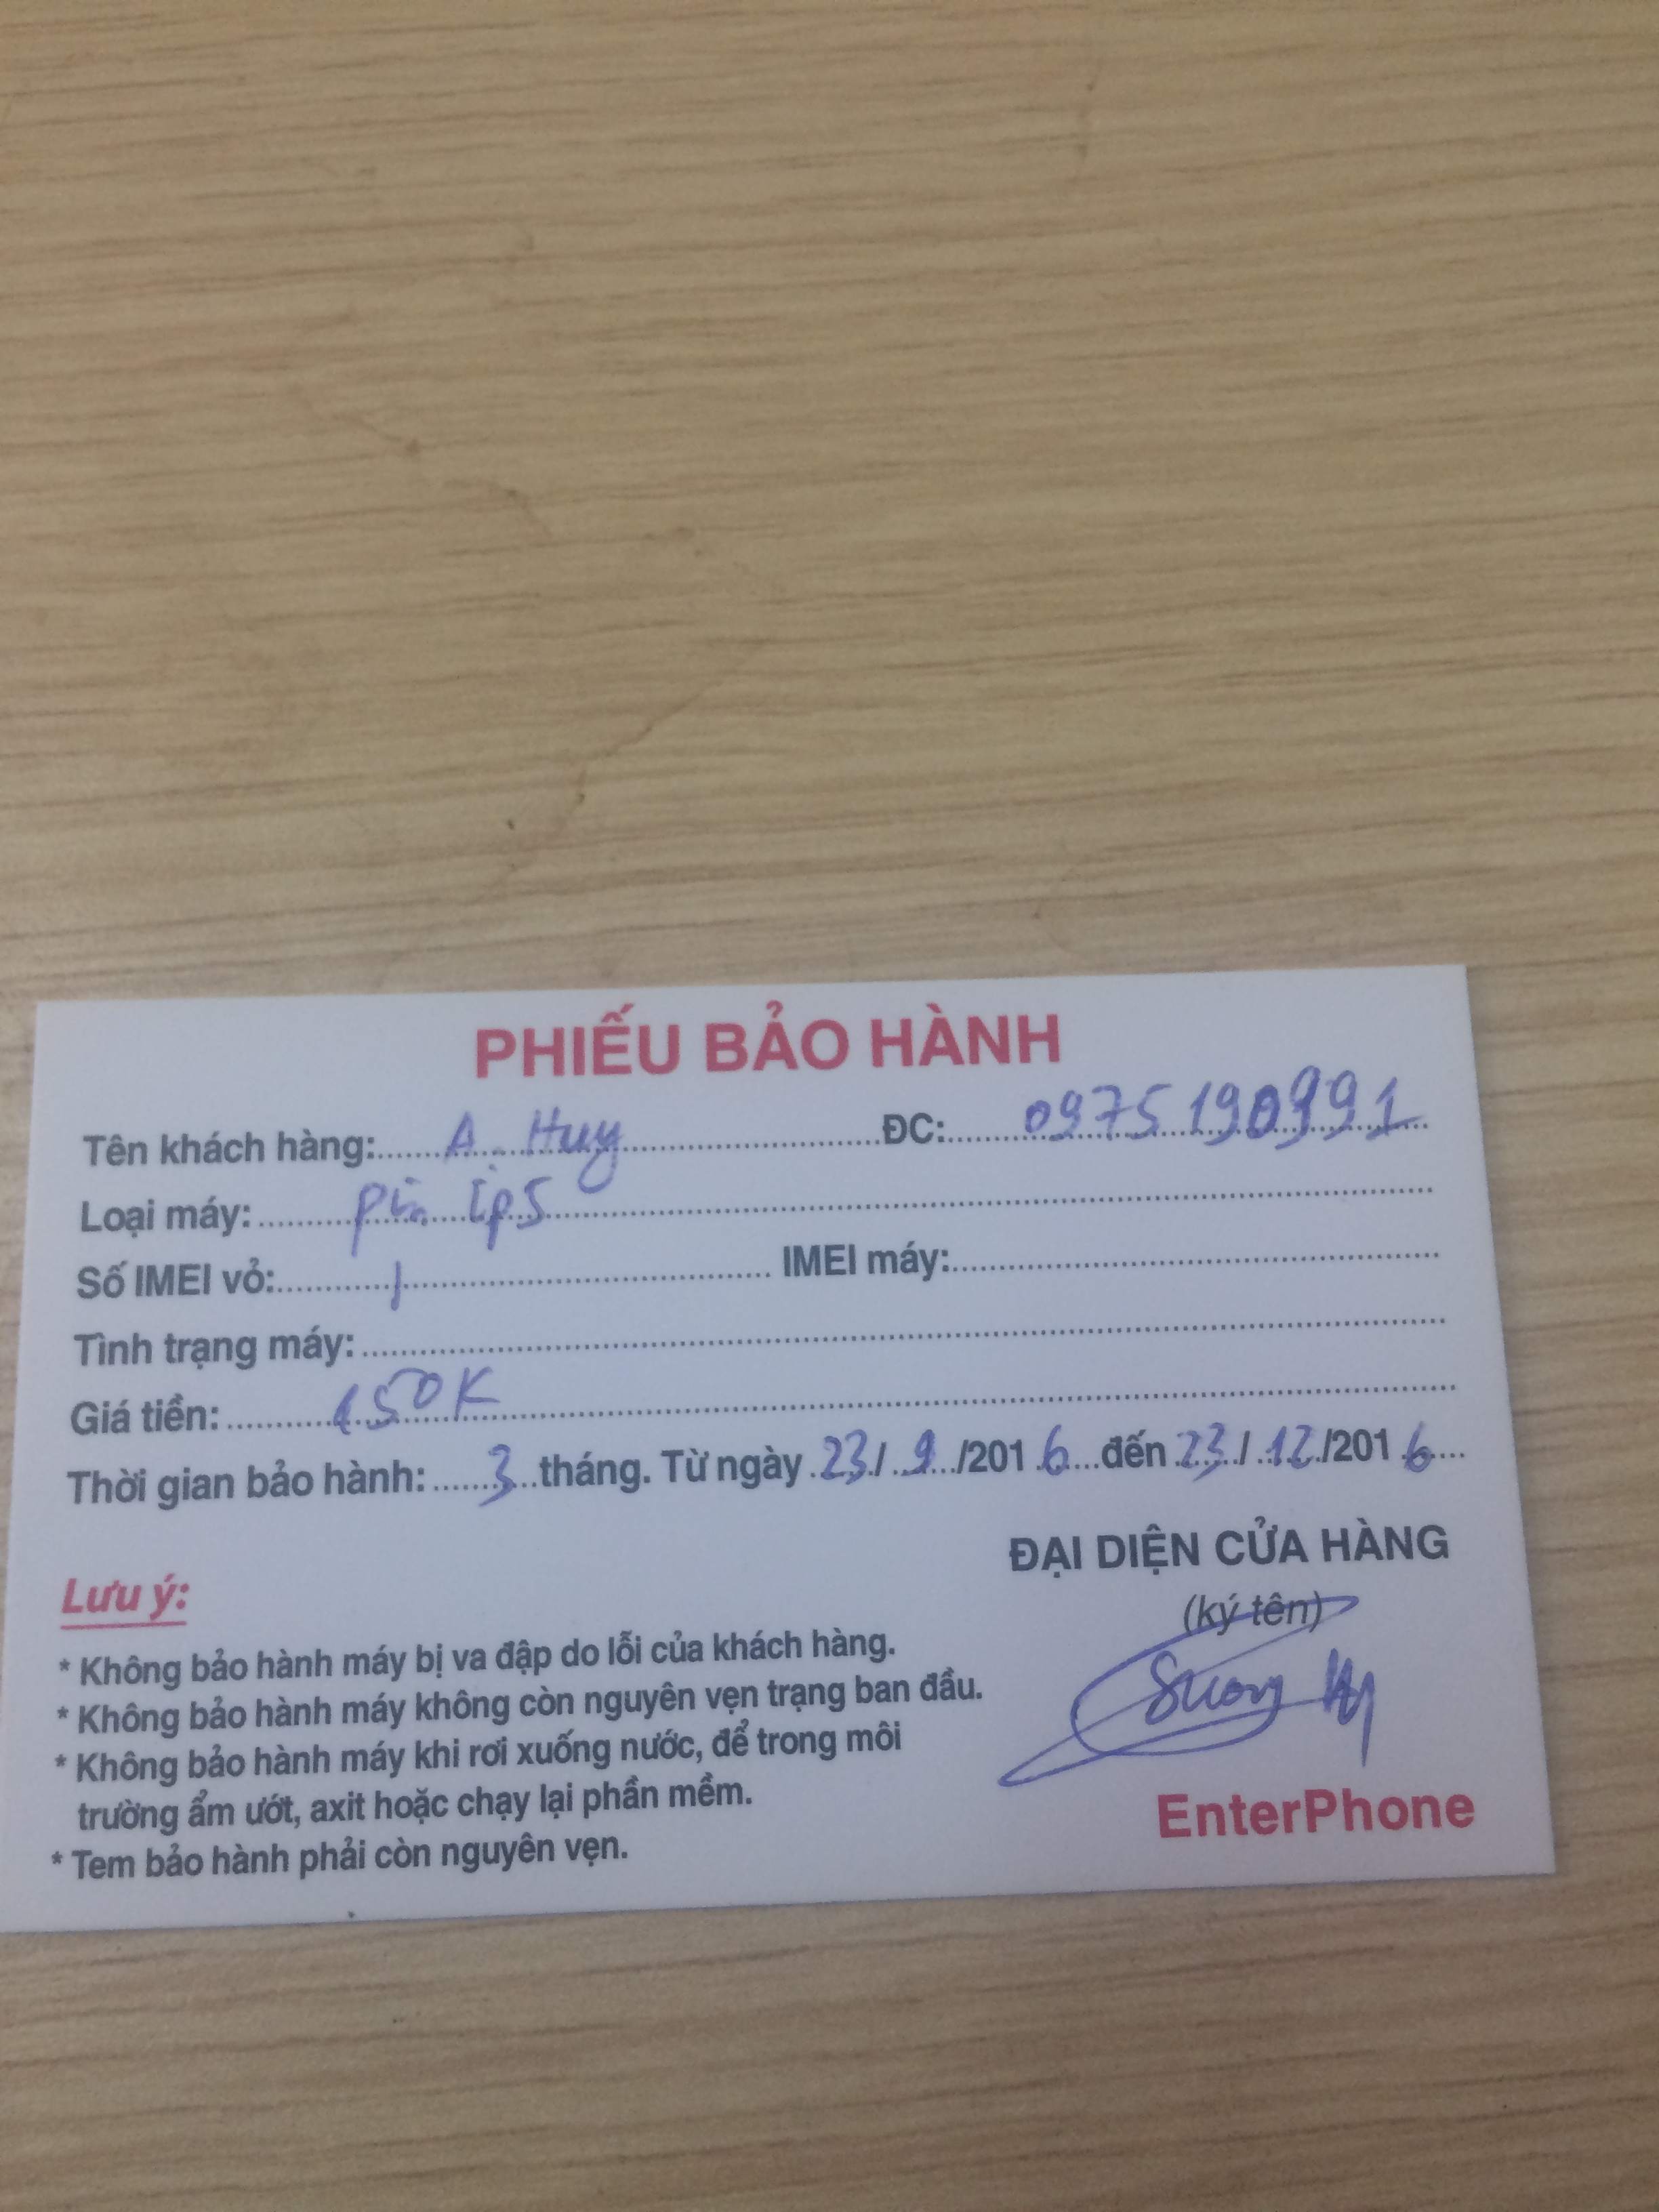 PHIẾU BẢO HÀNH
Tên khách hàng: A. Huy ĐC: 0975190991
Loại máy: pin ip5
Số IMEI vỏ: / IMEI máy:
Tình trạng máy:
Giá tiền: 150K
Thời gian bảo hành: 3 tháng. Từ ngày 23/9/2016 đến 23/12/2016
ĐẠI DIỆN CỬA HÀNG
(ký tên)
Lưu ý:
* Không bảo hành máy bị va đập do lỗi của khách hàng.
* Không bảo hành máy không còn nguyên vẹn trạng ban đầu.
* Không bảo hành máy khi rơi xuống nước, để trong môi
trường ẩm ướt, axit hoặc chạy lại phần mềm.
* Tem bảo hành phải còn nguyên vẹn.
EnterPhone